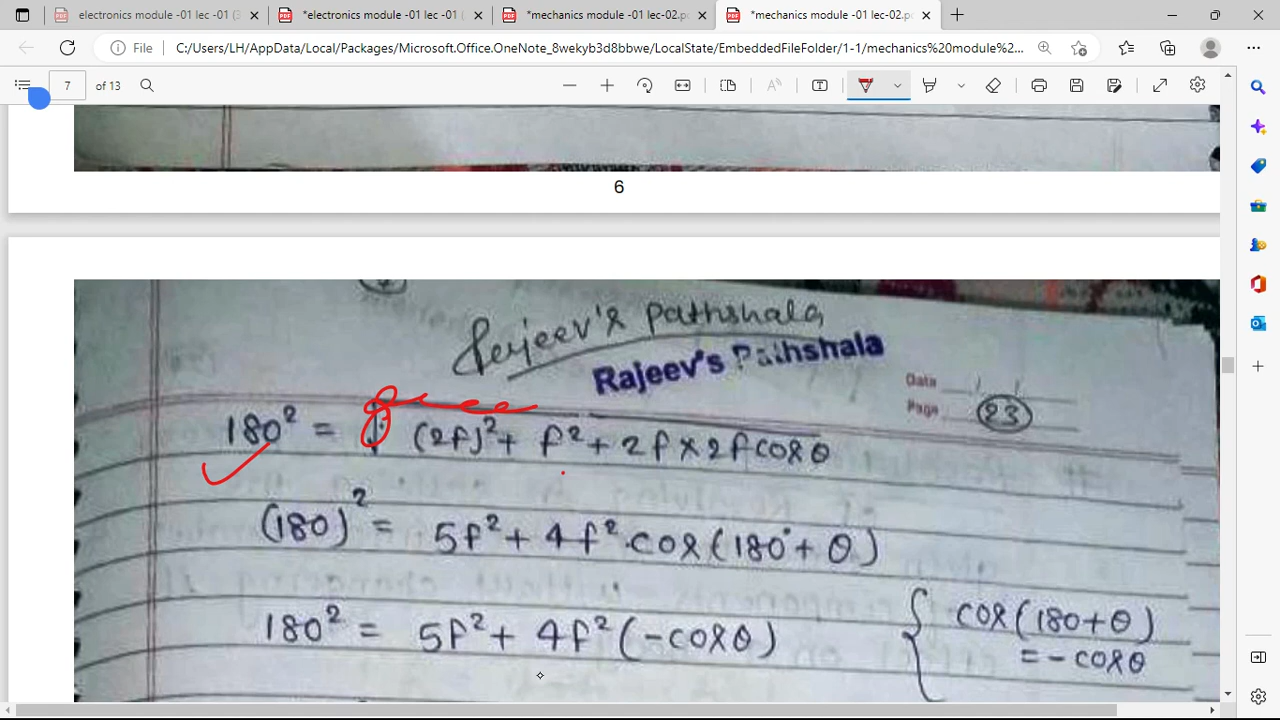 electronics module -01 lec -01 (
*electronics module -01 lec -01
*mechanics module -01 lec-02.pc
*mechanics module -01 lec-02.pc
File
C:/Users/LH/AppData/Local/Packages/Microsoft.Office.OneNote_8wekyb3d8bbwe/LocalState/EmbeddedFileFolder/1-1/mechanics%20module%2...
7 of 13
6
Rajeev's Pathshala
Rajeev's Pathshala
Date
Page 23
180² = (2f)² + f² + 2f × 2f cos θ
(180)² = 5f² + 4f² · cos (180° + θ)
180² = 5f² + 4f² (-cos θ)
{ cos (180 + θ)
= - cos θ